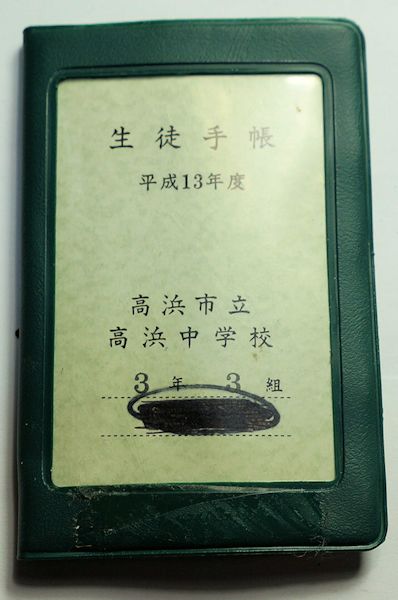 生徒手帳
平成13年度
高浜市立
高浜中学校
3年3組